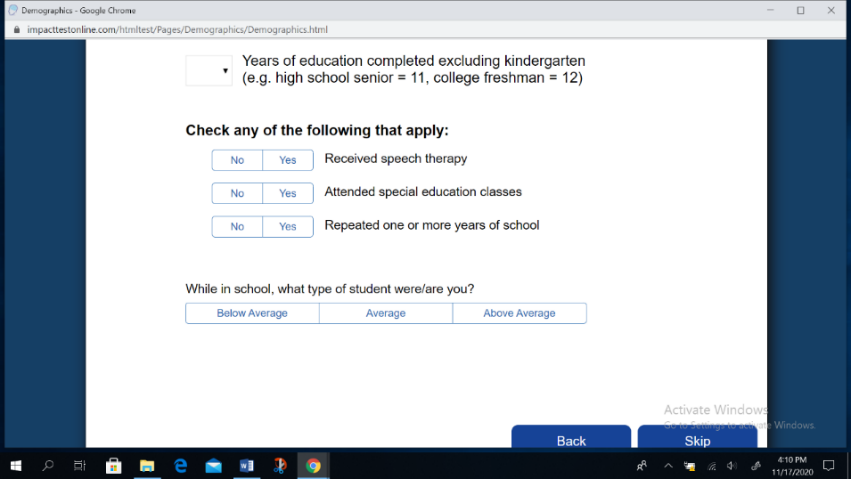 Demographics - Google Chrome
impacttestonline.com/htmltest/Pages/Demographics/Demographics.html
Years of education completed excluding kindergarten
(e.g. high school senior = 11, college freshman = 12)
Check any of the following that apply:
No Yes Received speech therapy
No Yes Attended special education classes
No Yes Repeated one or more years of school
While in school, what type of student were/are you?
Below Average Average Above Average
Activate Windows
Go to Settings to activate Windows.
Back Skip
4:10 PM
11/17/2020